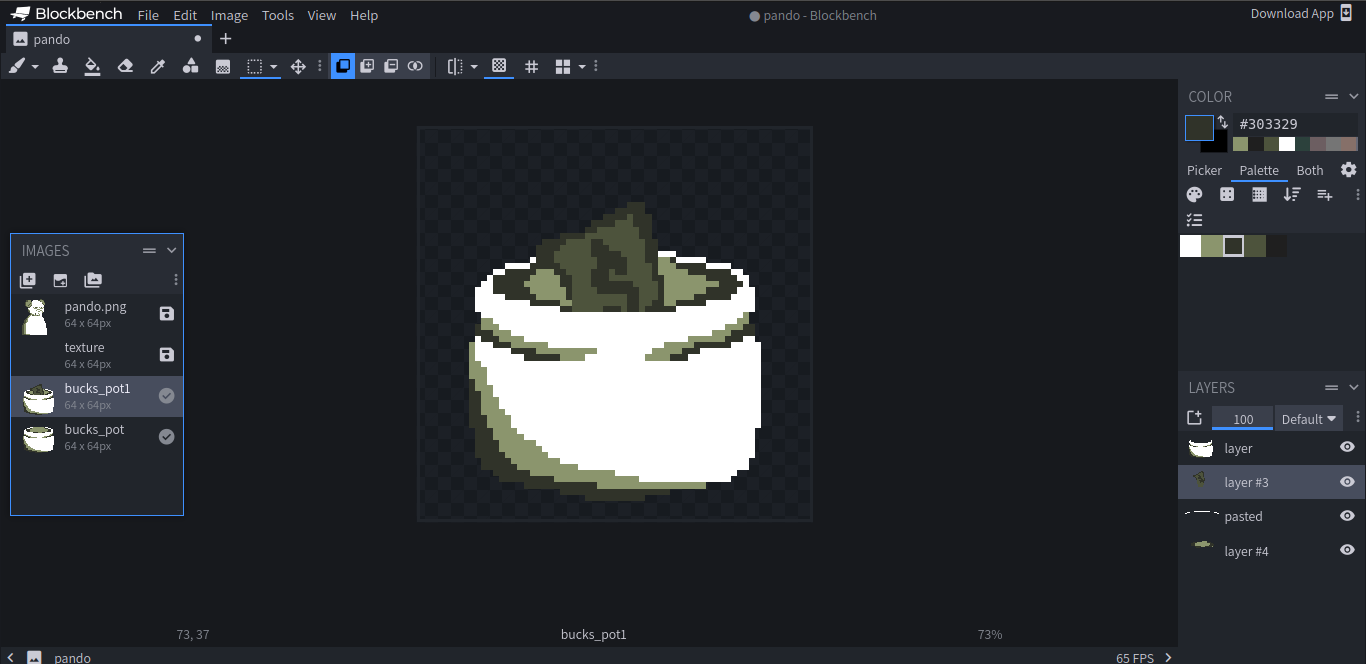 Blockbench File Edit Image Tools View Help
pando - Blockbench
Download App
pando
COLOR
#303329
Picker Palette Both
IMAGES
pando.png
64 x 64px
texture
64 x 64px
bucks_pot1
64 x 64px
bucks_pot
64 x 64px
LAYERS
100 Default
layer
layer #3
pasted
layer #4
73, 37 bucks_pot1 73%
pando 65 FPS